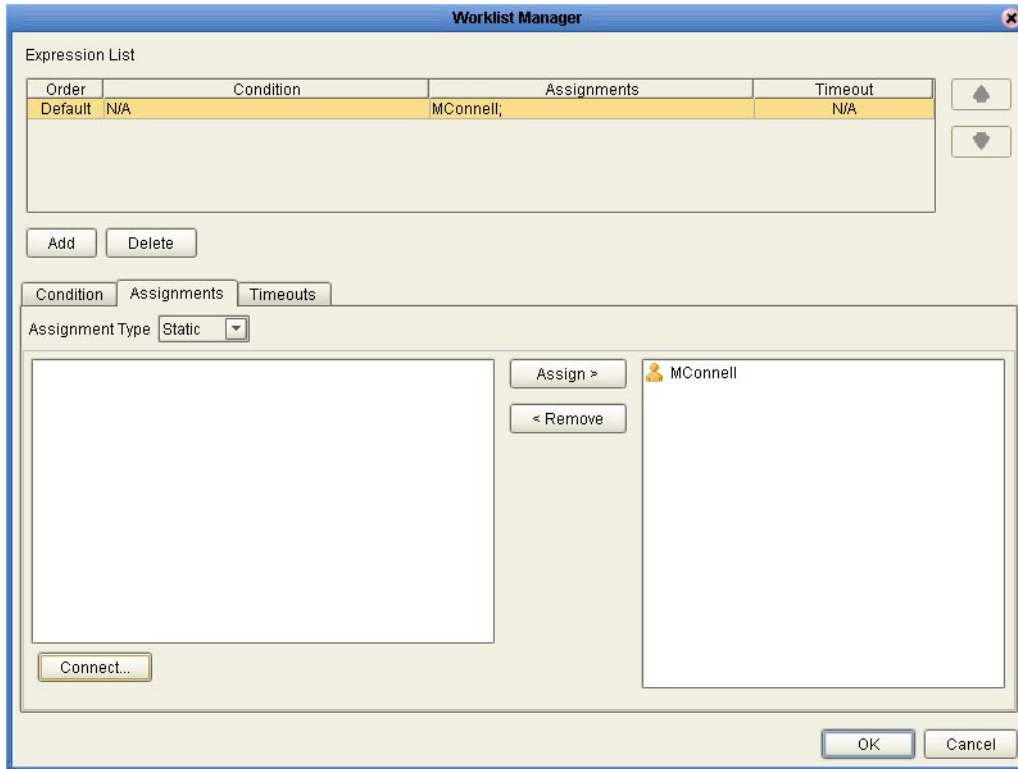 Worklist Manager
Expression List
Order Condition Assignments Timeout
Default N/A MConnell; N/A
Add Delete
Condition Assignments Timeouts
Assignment Type Static
Assign > MConnell
< Remove
Connect...
OK Cancel